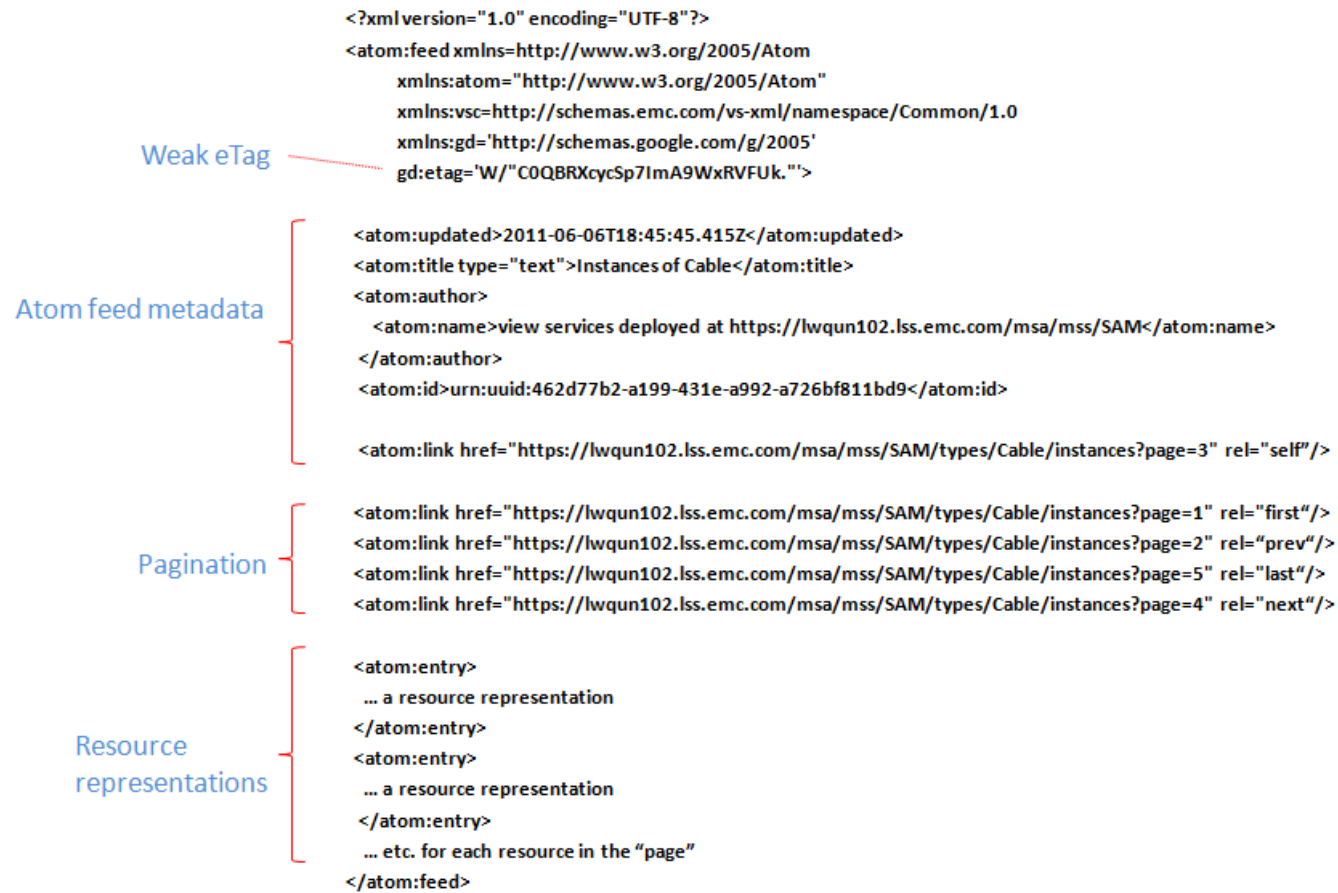 <?xml version="1.0" encoding="UTF-8"?>
<atom:feed xmlns=http://www.w3.org/2005/Atom
xmlns:atom="http://www.w3.org/2005/Atom"
xmlns:vsc=http://schemas.emc.com/vs-xml/namespace/Common/1.0
xmlns:gd='http://schemas.google.com/g/2005'
Weak eTag
gd:etag='W/"C0QBRXcycSp7ImA9WxRVFUk."'>
<atom:updated>2011-06-06T18:45:45.415Z</atom:updated>
<atom:title type="text">Instances of Cable</atom:title>
<atom:author>
Atom feed metadata
<atom:name>view services deployed at https://lwqun102.lss.emc.com/msa/mss/SAM</atom:name>
</atom:author>
<atom:id>urn:uuid:462d77b2-a199-431e-a992-a726bf811bd9</atom:id>
<atom:link href="https://lwqun102.lss.emc.com/msa/mss/SAM/types/Cable/instances?page=3" rel="self”/>
Pagination
<atom:link href="https://lwqun102.lss.emc.com/msa/mss/SAM/types/Cable/instances?page=1" rel="first“/>
<atom:link href="https://lwqun102.lss.emc.com/msa/mss/SAM/types/Cable/instances?page=2" rel=“prev“/>
<atom:link href="https://lwqun102.lss.emc.com/msa/mss/SAM/types/Cable/instances?page=5" rel="last“/>
<atom:link href="https://lwqun102.lss.emc.com/msa/mss/SAM/types/Cable/instances?page=4" rel="next“/>
Resource
representations
<atom:entry>
... a resource representation
</atom:entry>
<atom:entry>
... a resource representation
</atom:entry>
... etc. for each resource in the “page”
</atom:feed>